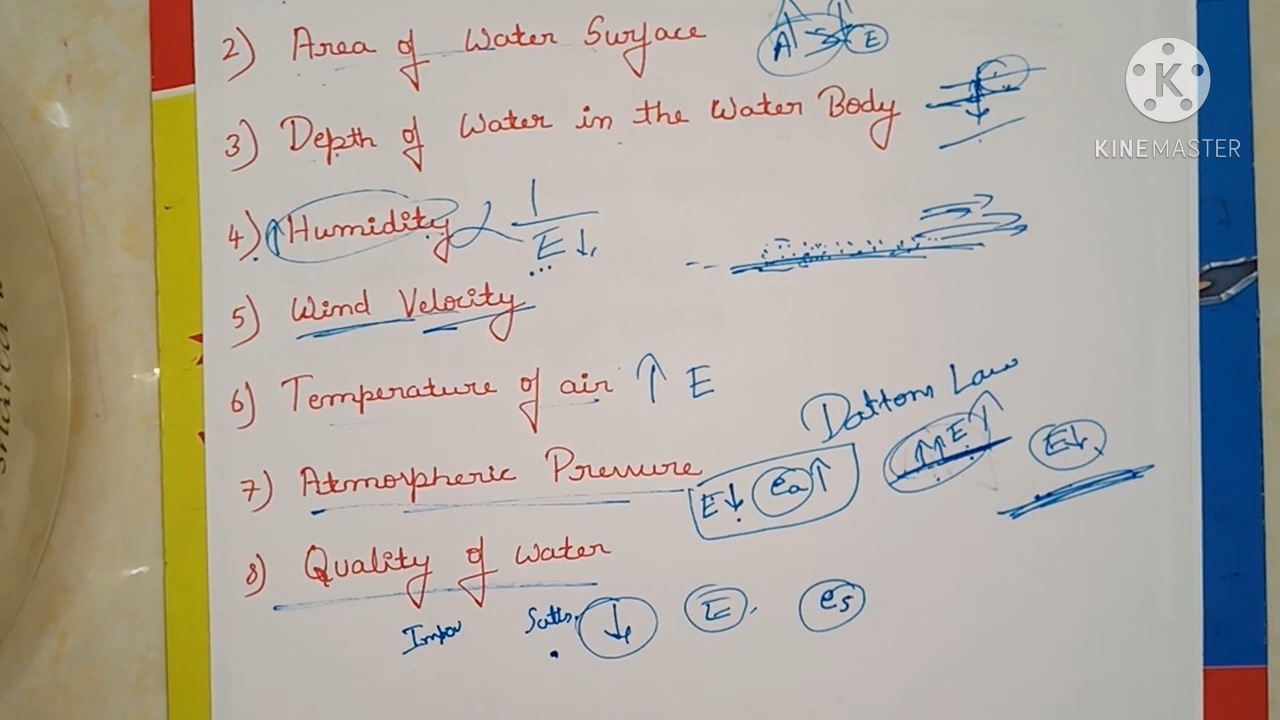 2) Area of Water Surface A E
3) Depth of Water in the Water Body
K
KINEMASTER
4) ↑ Humidity ∝ 1
E ↓
5) Wind Velocity
6) Temperature of air ↑ E
Daltons Law
7) Atmospheric Pressure E↓ ea↑ E↑ E↓
8) Quality of water
Impu Salts, ↓ E es